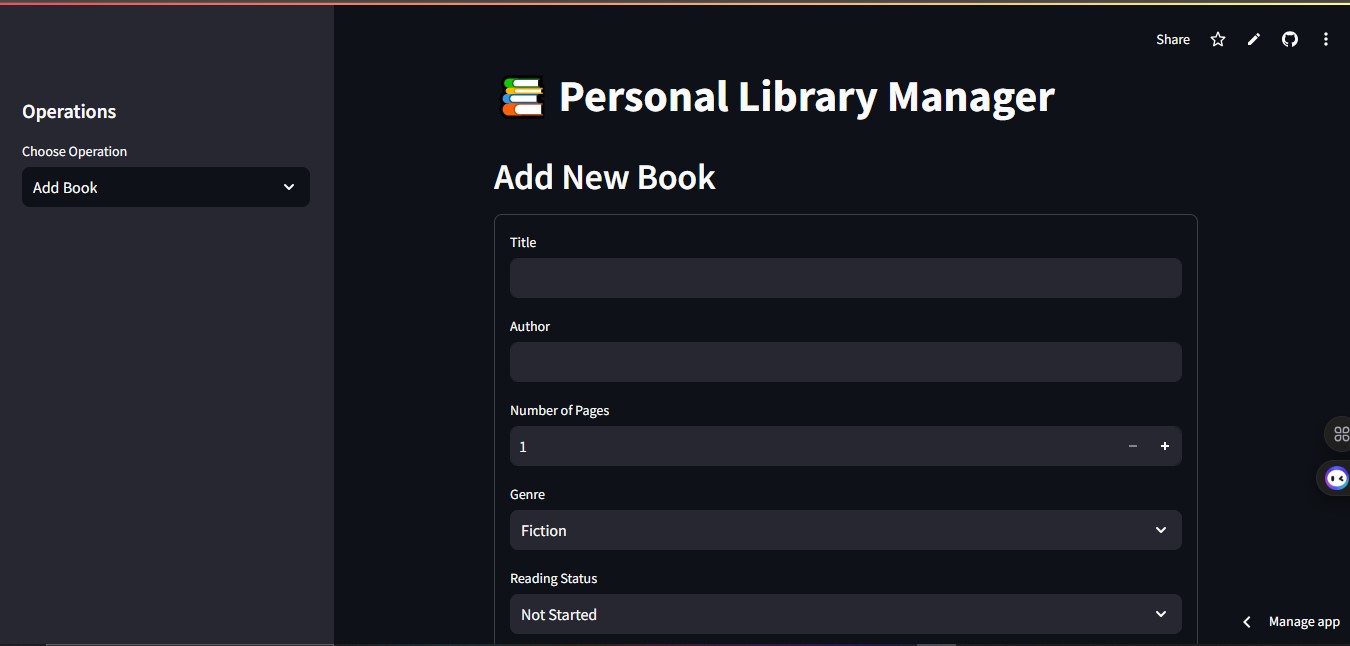 Share
Operations
Choose Operation
Add Book
Personal Library Manager
Add New Book
Title
Author
Number of Pages
1
Genre
Fiction
Reading Status
Not Started
Manage app